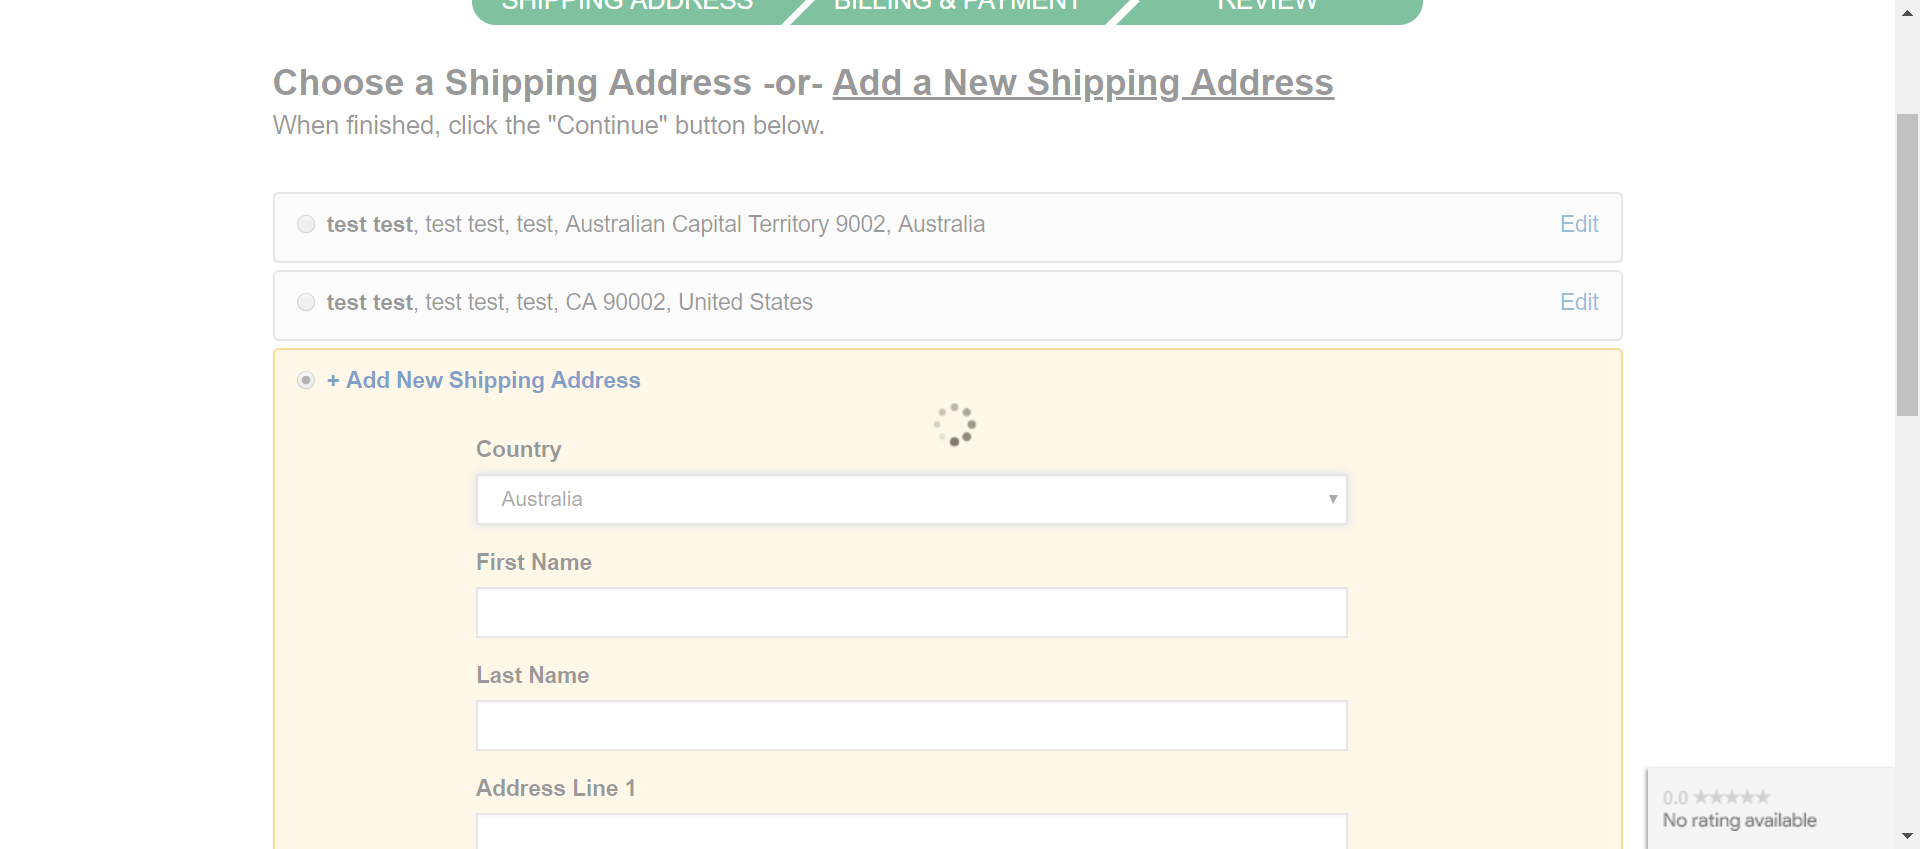 SHIPPING ADDRESS BILLING & PAYMENT REVIEW
Choose a Shipping Address -or- Add a New Shipping Address
When finished, click the "Continue" button below.
test test, test test, test, Australian Capital Territory 9002, Australia Edit
test test, test test, test, CA 90002, United States Edit
+ Add New Shipping Address
Country
Australia
First Name
Last Name
Address Line 1
0.0 ★★★★★
No rating available